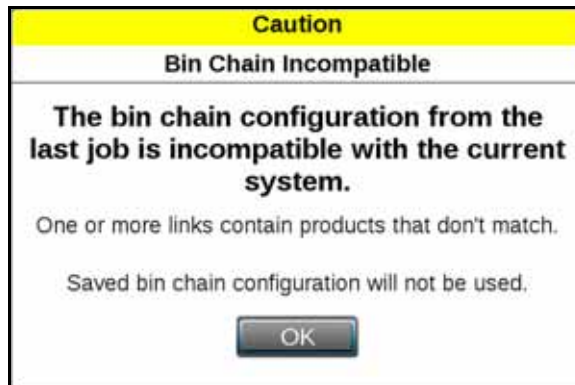 Caution
Bin Chain Incompatible
The bin chain configuration from the
last job is incompatible with the current
system.
One or more links contain products that don't match.
Saved bin chain configuration will not be used.
OK